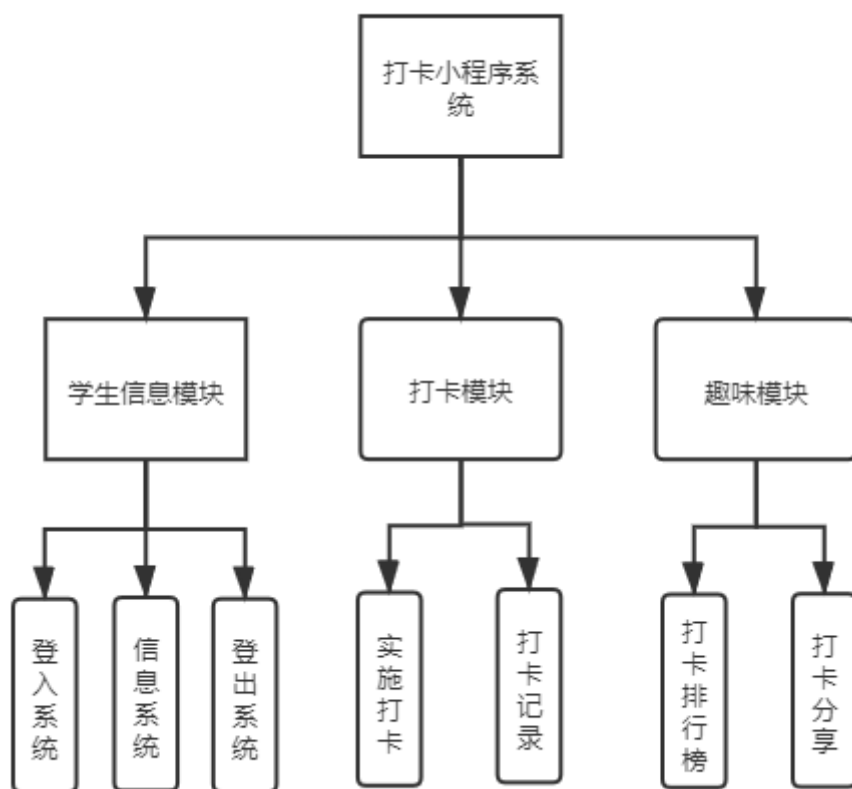 打卡小程序系
统
学生信息模块
打卡模块
趣味模块
登入系统
信息系统
登出系统
实施打卡
打卡记录
打卡排行榜
打卡分享